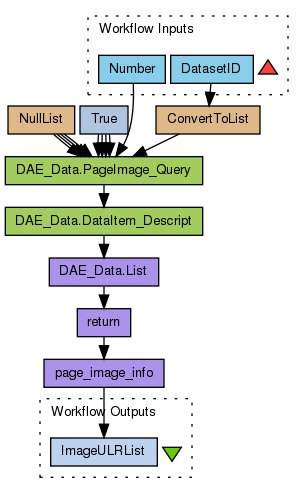 Workflow Inputs
Number
DatasetID
NullList
True
ConvertToList
DAE_Data.PageImage_Query
DAE_Data.DataItem_Descript
DAE_Data.List
return
page_image_info
Workflow Outputs
ImageULRList